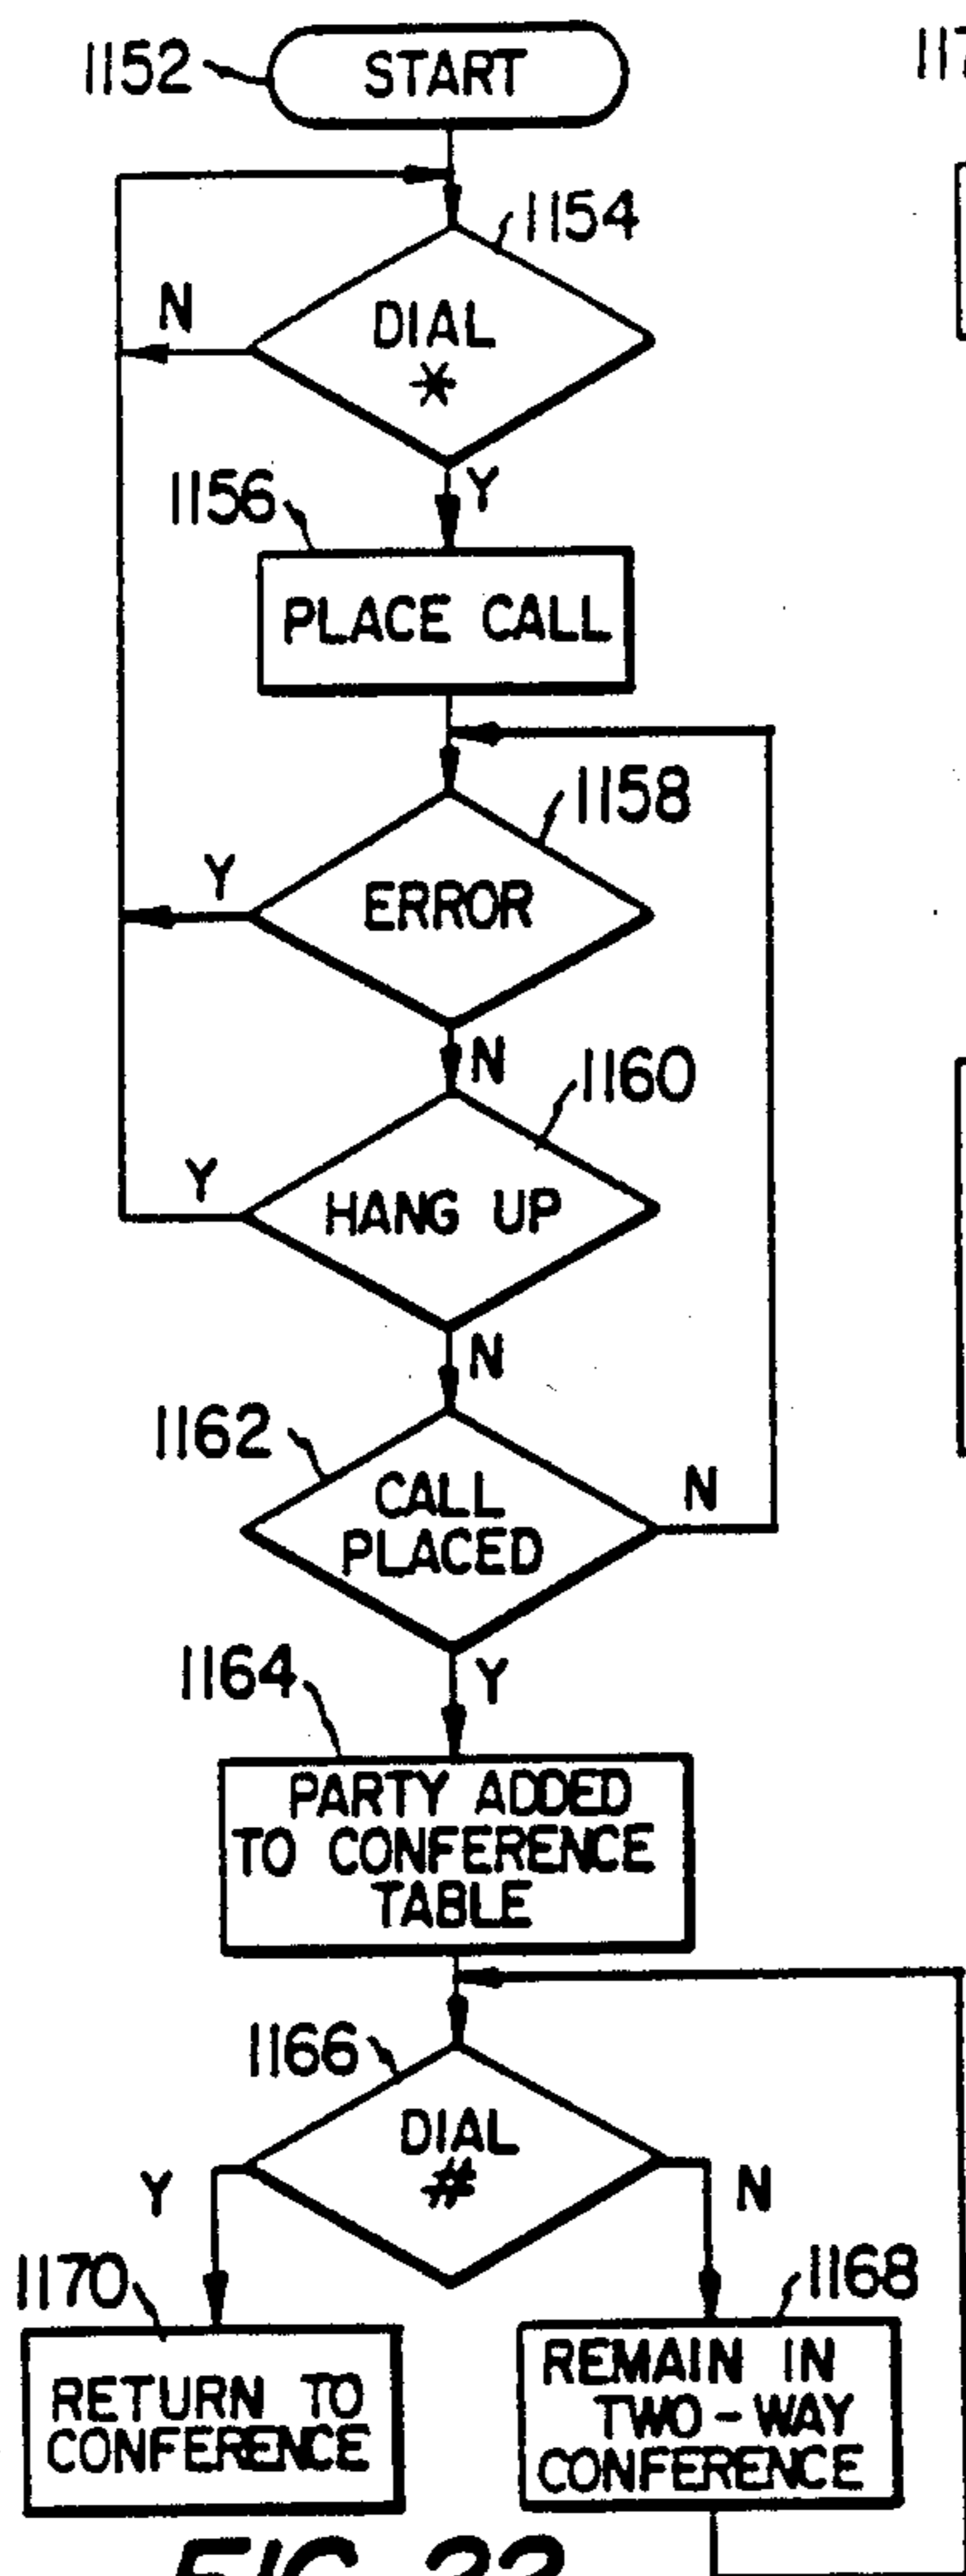 1152
START
117
1154
N
DIAL
*
Y
1156
PLACE CALL
1158
Y
ERROR
N
1160
Y
HANG UP
N
1162
CALL
PLACED
N
1164
Y
PARTY ADDED
TO CONFERENCE
TABLE
1166
DIAL
#
Y
N
1170
1168
RETURN TO
CONFERENCE
REMAIN IN
TWO-WAY
CONFERENCE